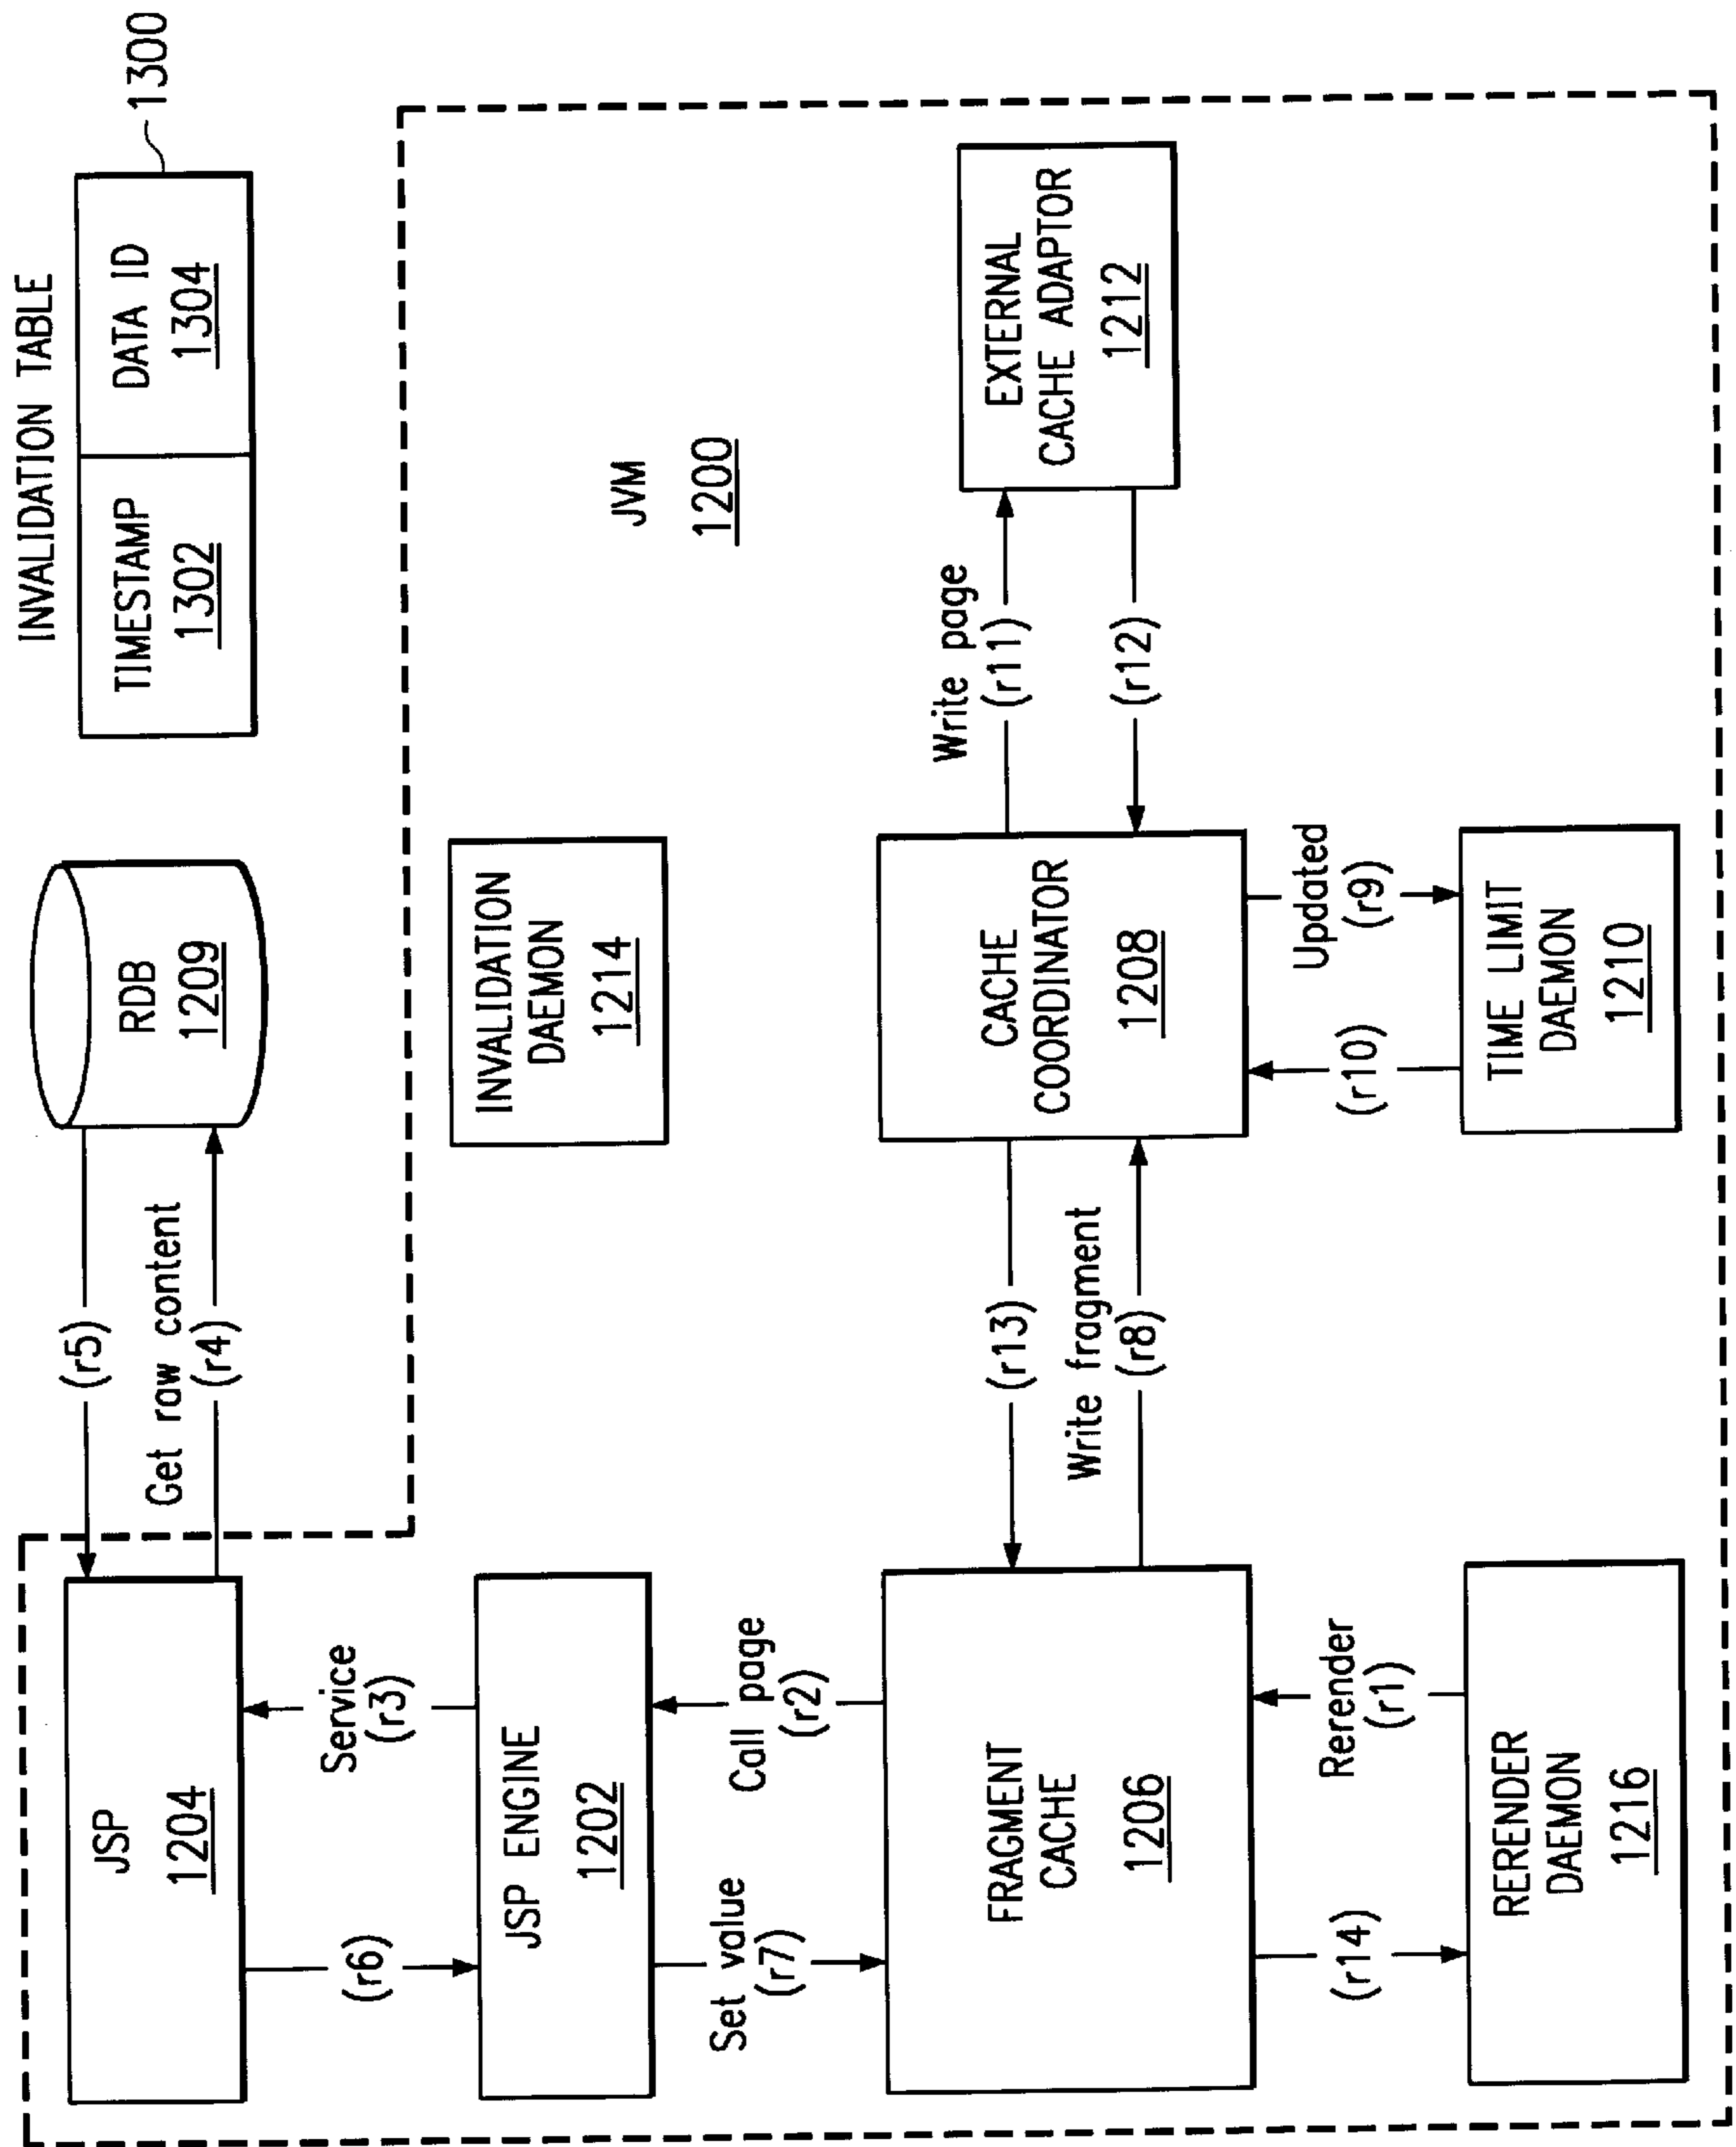 INVALIDATION TABLE
TIMESTAMP
1302
DATA ID
1304
1300
RDB
1209
(r5)
Get raw content
(r4)
JSP
1204
Service
(r3)
(r6)
INVALIDATION
DAEMON
1214
JVM
1200
JSP ENGINE
1202
Call page
(r2)
Set value
(r7)
FRAGMENT
CACHE
1206
(r13)
Write fragment
(r8)
CACHE
COORDINATOR
1208
Write page
(r11)
(r12)
EXTERNAL
CACHE ADAPTOR
1212
Rerender
(r1)
(r14)
(r10)
Updated
(r9)
RERENDER
DAEMON
1216
TIME LIMIT
DAEMON
1210